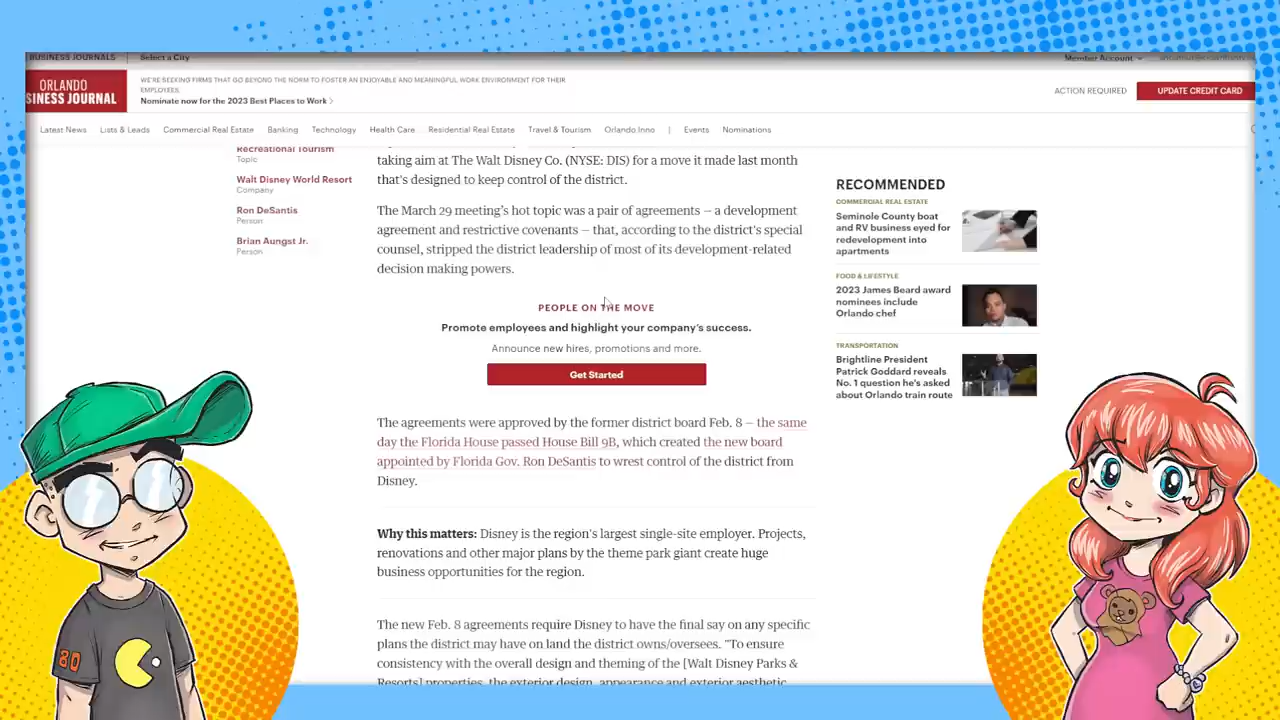 BUSINESS JOURNALS
Select a City
Member Account
ORLANDO
SINESS JOURNAL
WE'RE SEEKING FIRMS THAT GO BEYOND THE NORM TO FOSTER AN ENJOYABLE AND MEANINGFUL WORK ENVIRONMENT FOR THEIR
EMPLOYEES.
Nominate now for the 2023 Best Places to Work
ACTION REQUIRED
UPDATE CREDIT CARD
Latest News
Lists & Leads
Commercial Real Estate
Banking
Technology
Health Care
Residential Real Estate
Travel & Tourism
Orlando Inno
|
Events
Nominations
Recreational Tourism
Topic
Walt Disney World Resort
Company
Ron DeSantis
Person
Brian Aungst Jr.
Person
taking aim at The Walt Disney Co. (NYSE: DIS) for a move it made last month
that's designed to keep control of the district.
The March 29 meeting's hot topic was a pair of agreements — a development
agreement and restrictive covenants — that, according to the district's special
counsel, stripped the district leadership of most of its development-related
decision making powers.
PEOPLE ON THE MOVE
Promote employees and highlight your company's success.
Announce new hires, promotions and more.
Get Started
The agreements were approved by the former district board Feb. 8 — the same
day the Florida House passed House Bill 9B, which created the new board
appointed by Florida Gov. Ron DeSantis to wrest control of the district from
Disney.
Why this matters: Disney is the region's largest single-site employer. Projects,
renovations and other major plans by the theme park giant create huge
business opportunities for the region.
The new Feb. 8 agreements require Disney to have the final say on any specific
plans the district may have on land the district owns/oversees. "To ensure
consistency with the overall design and theming of the [Walt Disney Parks &
Resorts] properties, the exterior design, appearance and exterior aesthetic
RECOMMENDED
COMMERCIAL REAL ESTATE
Seminole County boat
and RV business eyed for
redevelopment into
apartments
FOOD & LIFESTYLE
2023 James Beard award
nominees include
Orlando chef
TRANSPORTATION
Brightline President
Patrick Goddard reveals
No. 1 question he's asked
about Orlando train route
80